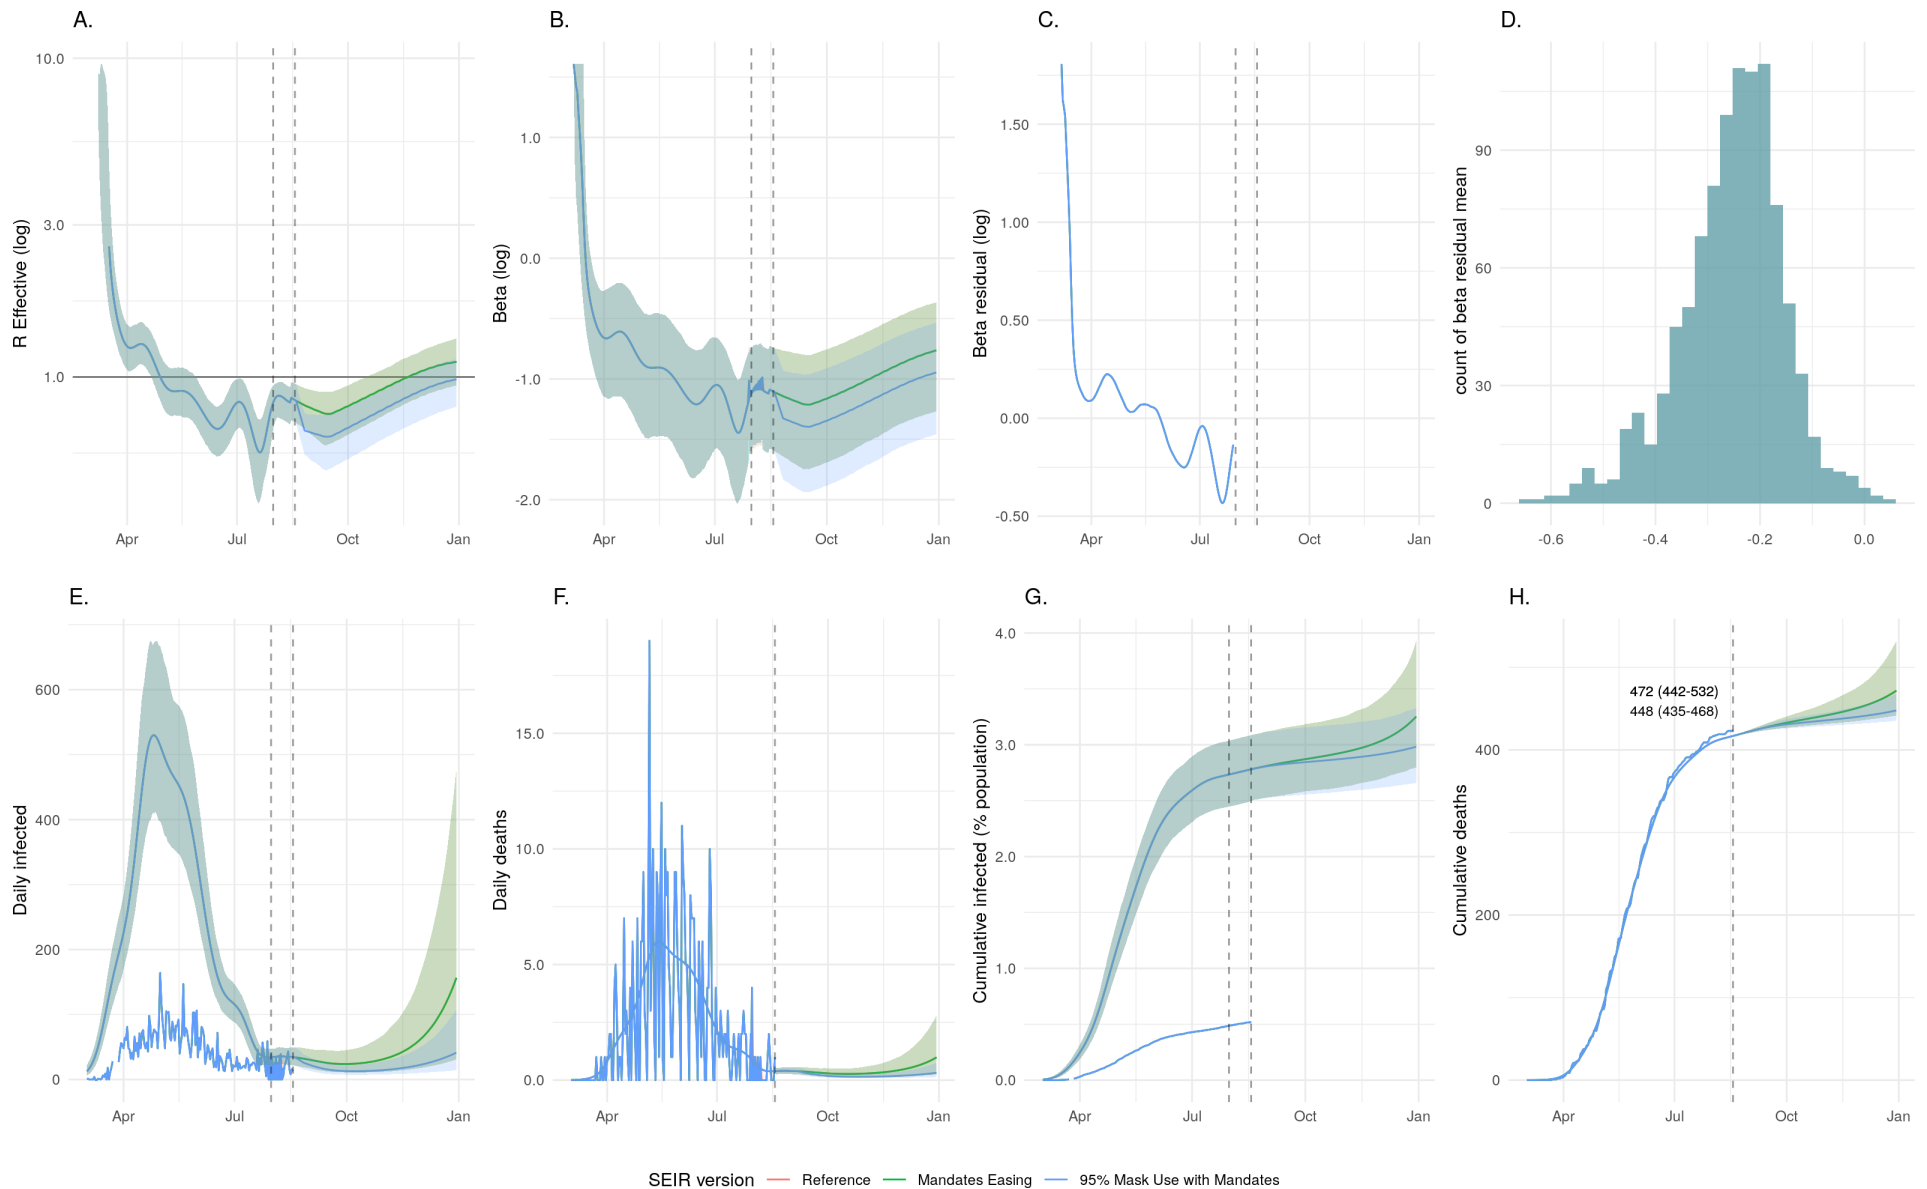 A.
R Effective (log)
10.0
3.0
1.0
Apr Jul Oct Jan
B.
Beta (log)
1.0
0.0
-1.0
-2.0
Apr Jul Oct Jan
C.
Beta residual (log)
1.50
1.00
0.50
0.00
-0.50
Apr Jul Oct Jan
D.
count of beta residual mean
90
60
30
0
-0.6 -0.4 -0.2 0.0
E.
Daily infected
600
400
200
0
Apr Jul Oct Jan
F.
Daily deaths
15.0
10.0
5.0
0.0
Apr Jul Oct Jan
G.
Cumulative infected (% population)
4.0
3.0
2.0
1.0
0.0
Apr Jul Oct Jan
H.
Cumulative deaths
472 (442-532)
448 (435-468)
400
200
0
Apr Jul Oct Jan
SEIR version Reference Mandates Easing 95% Mask Use with Mandates